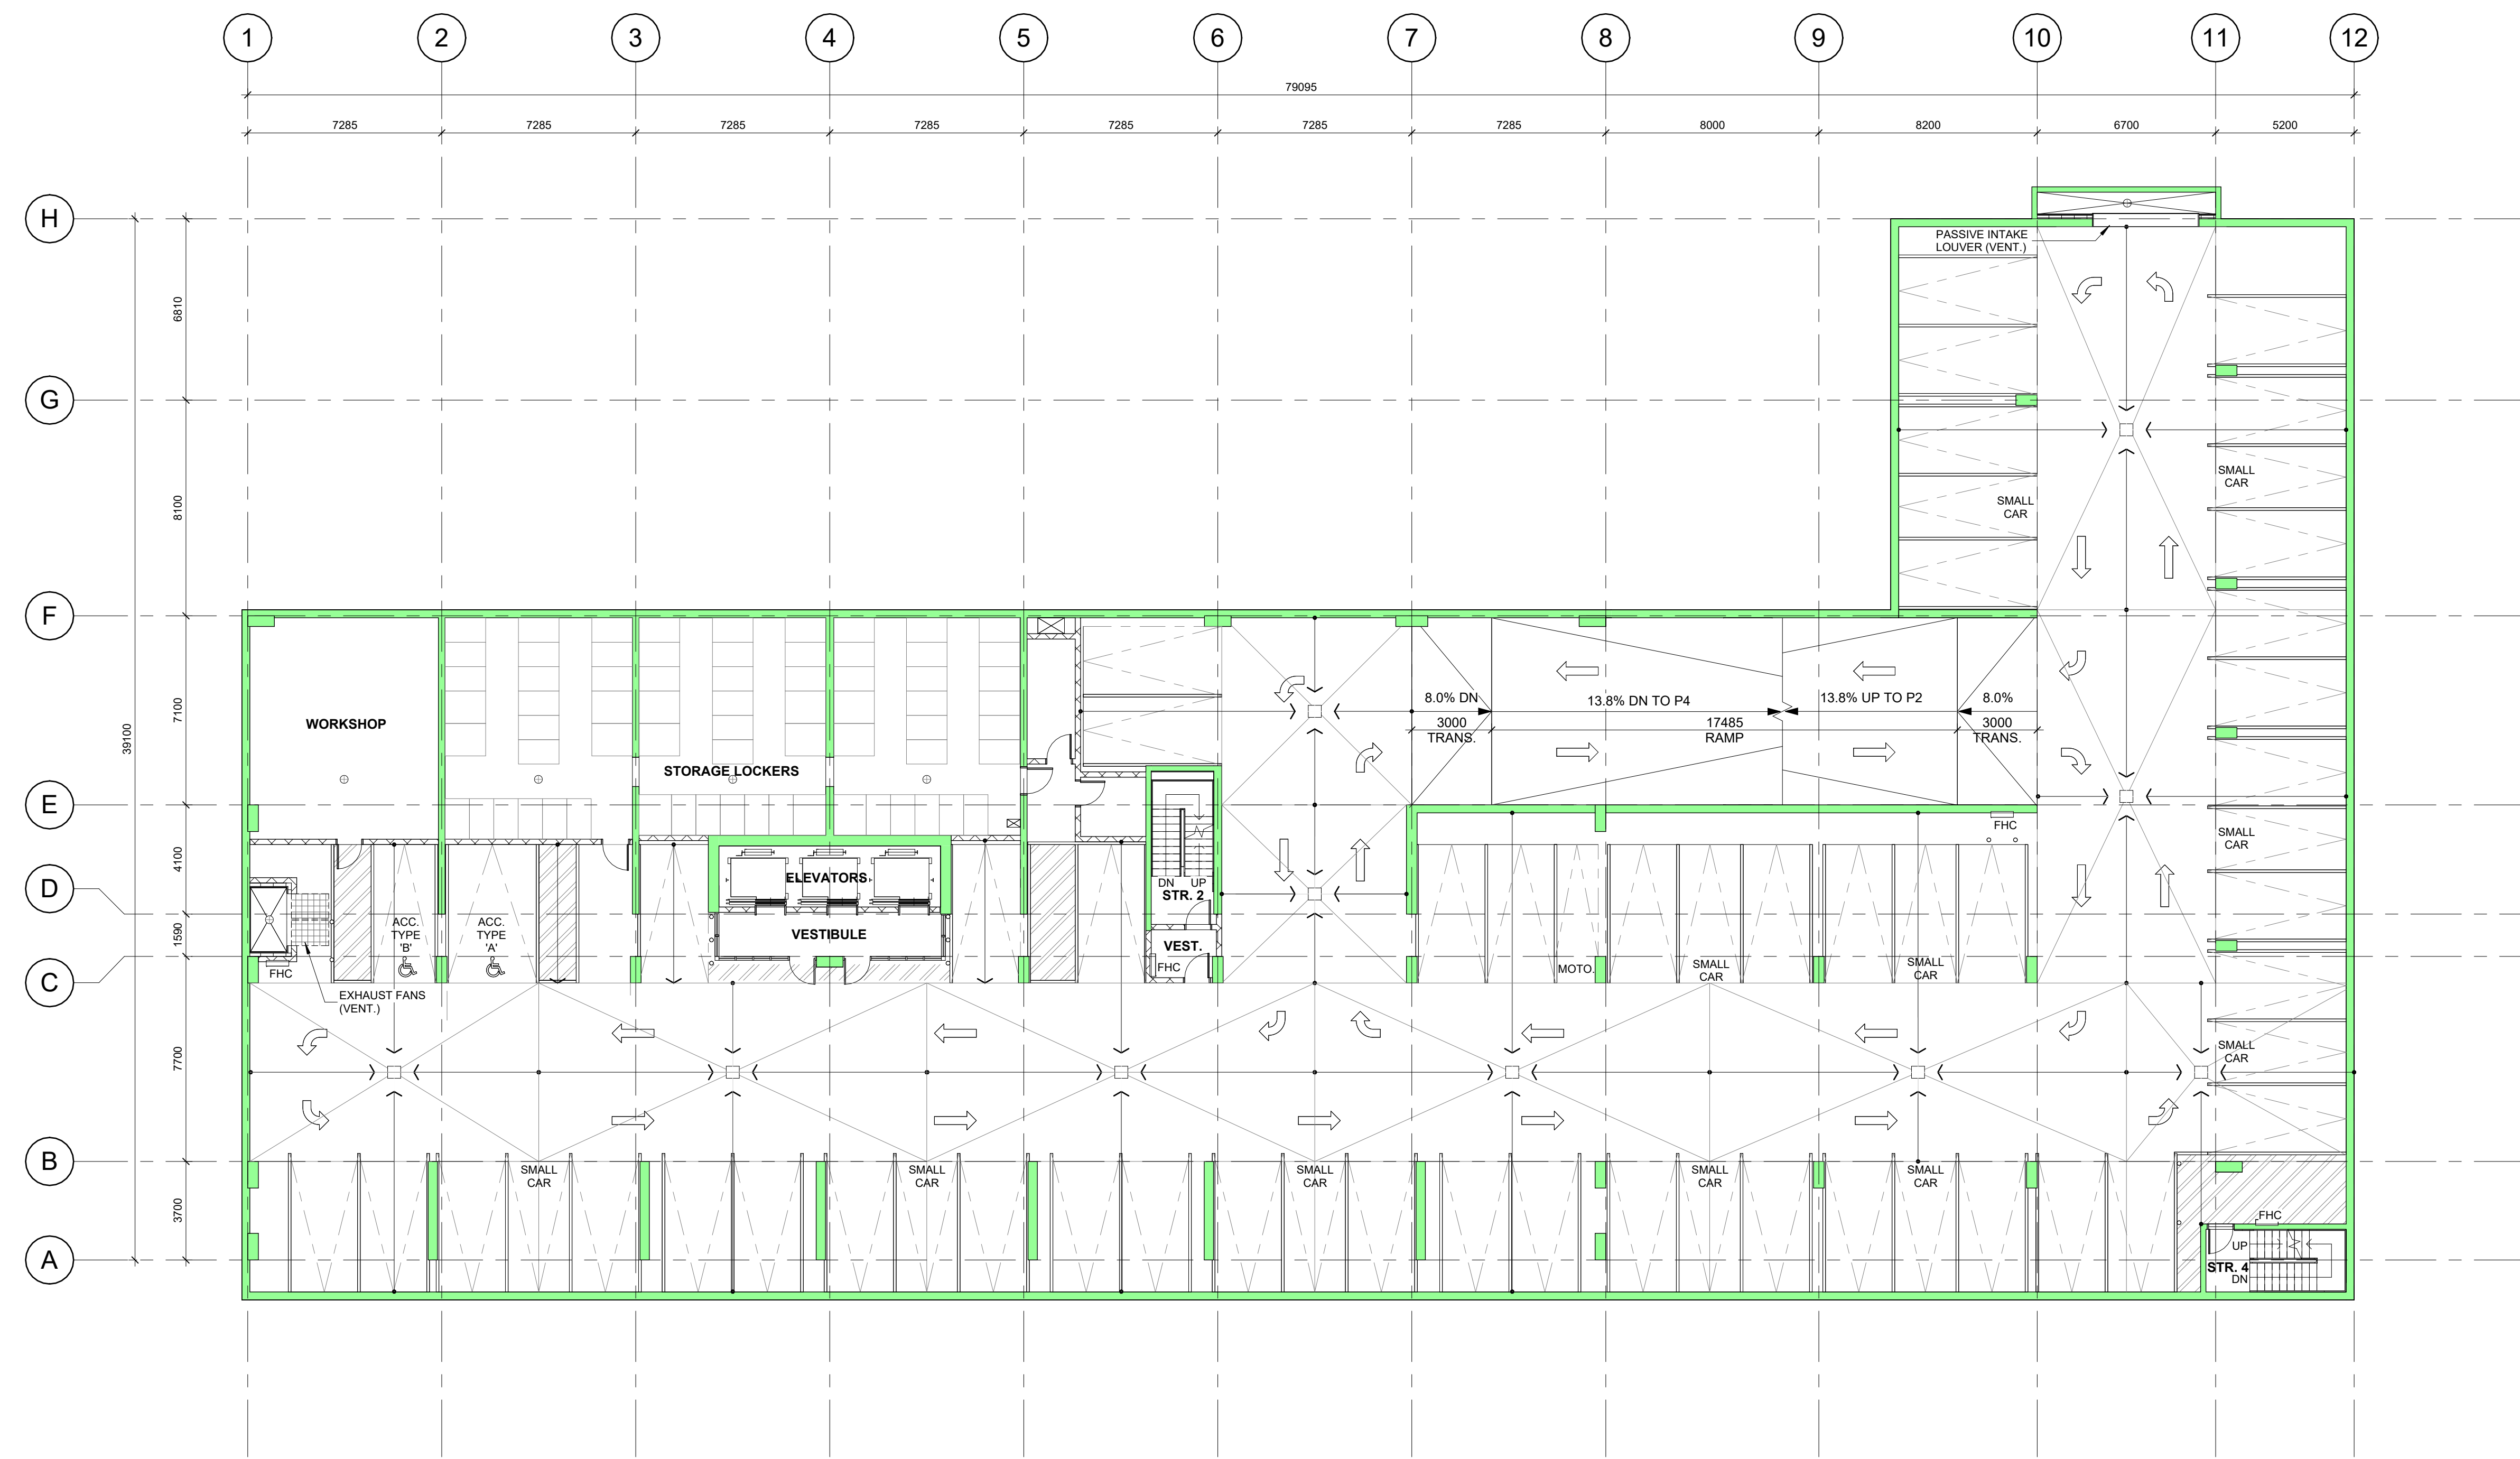 1 2 3 4 5 6 7 8 9 10 11 12
79095
7285 7285 7285 7285 7285 7285 7285 8000 8200 6700 5200
H
PASSIVE INTAKE
LOUVER (VENT.)
6810
G
39100
8100
SMALL
CAR
SMALL
CAR
F
7100
WORKSHOP
STORAGE LOCKERS
8.0% DN
13.8% DN TO P4
13.8% UP TO P2
8.0%
3000
TRANS.
17485
RAMP
3000
TRANS.
E
4100
FHC
SMALL
CAR
ELEVATORS
DN UP
STR. 2
D
1590
ACC.
TYPE
'B'
ACC.
TYPE
'A'
VESTIBULE
VEST.
FHC
C
FHC
MOTO.
SMALL
CAR
SMALL
CAR
EXHAUST FANS
(VENT.)
7700
SMALL
CAR
B
SMALL
CAR
SMALL
CAR
SMALL
CAR
SMALL
CAR
SMALL
CAR
3700
FHC
A
UP
STR. 4
DN